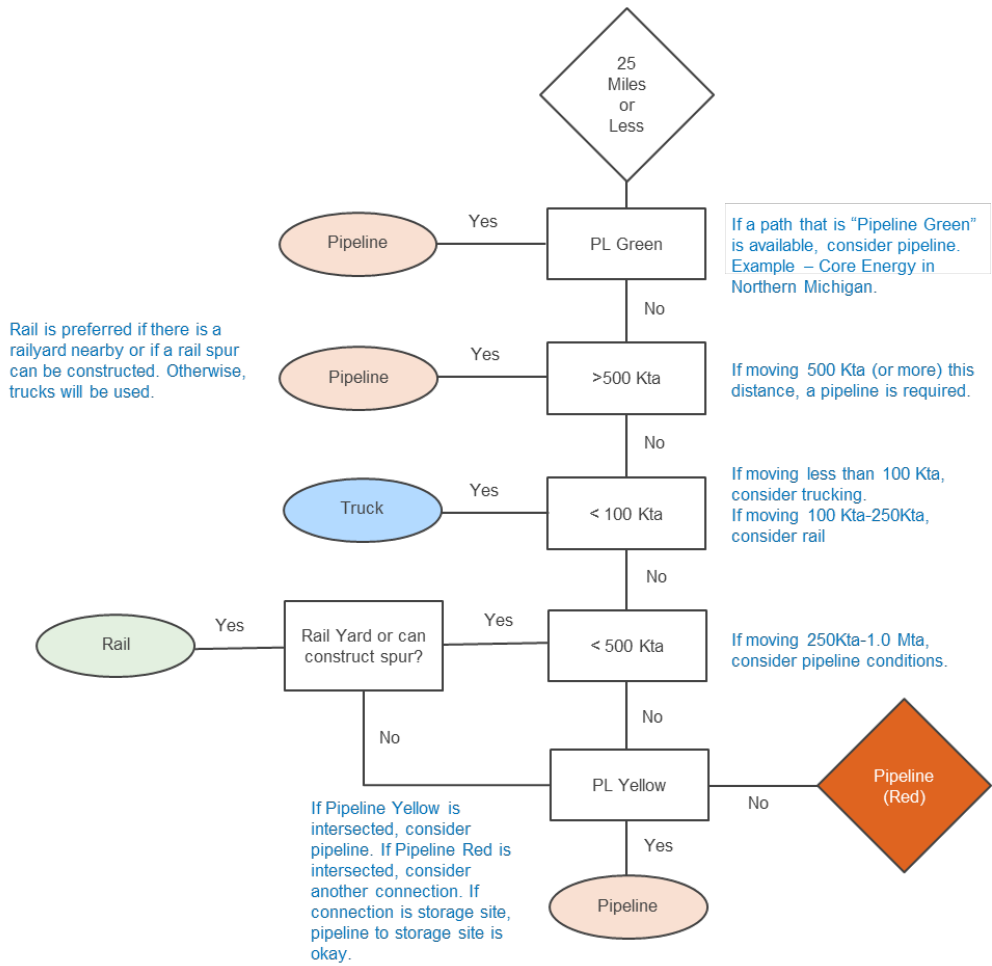 25
Miles
or
Less
Yes
Pipeline
PL Green
If a path that is “Pipeline Green”
is available, consider pipeline.
Example – Core Energy in
Northern Michigan.
No
Rail is preferred if there is a
railyard nearby or if a rail spur
can be constructed. Otherwise,
trucks will be used.
Yes
Pipeline
>500 Kta
If moving 500 Kta (or more) this
distance, a pipeline is required.
No
Yes
Truck
< 100 Kta
If moving less than 100 Kta,
consider trucking.
If moving 100 Kta-250Kta,
consider rail
No
Yes
Rail
Rail Yard or can
construct spur?
Yes
< 500 Kta
If moving 250Kta-1.0 Mta,
consider pipeline conditions.
No
No
PL Yellow
No
Pipeline
(Red)
If Pipeline Yellow is
intersected, consider
pipeline. If Pipeline Red is
intersected, consider
another connection. If
connection is storage site,
pipeline to storage site is
okay.
Yes
Pipeline